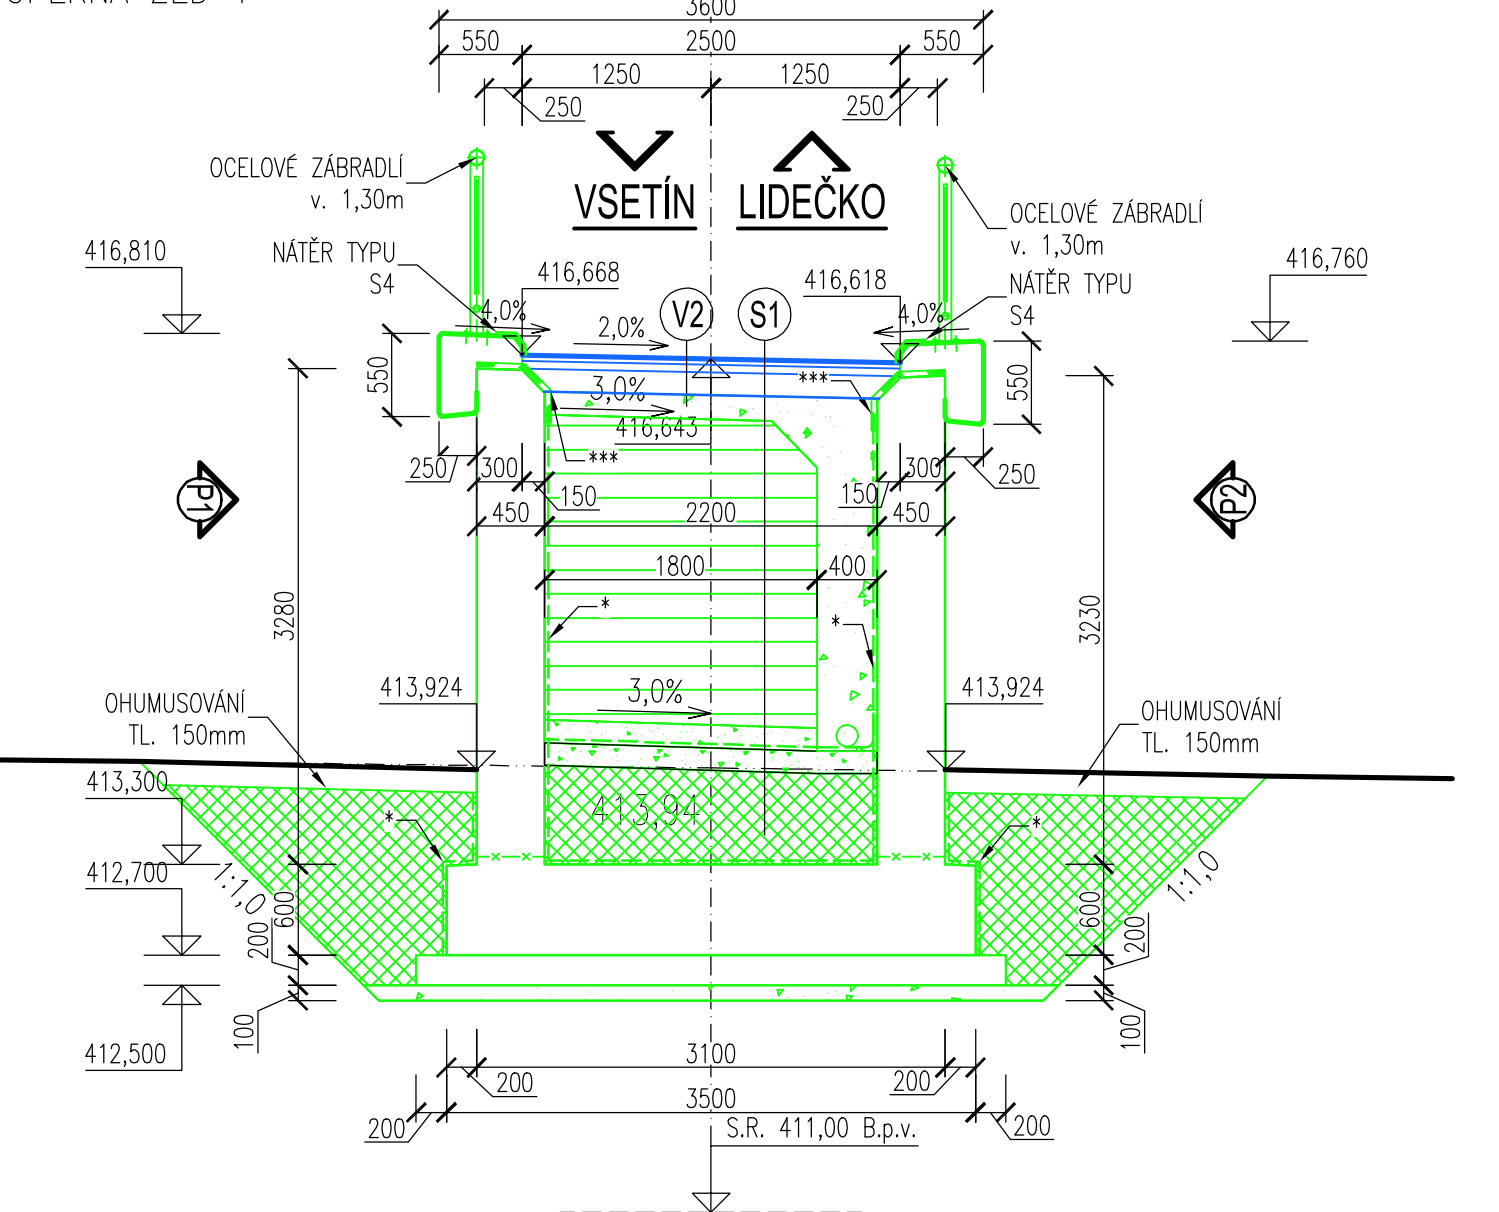 3600
550 2500 550
1250 1250
250 250
OCELOVÉ ZÁBRADLÍ
v. 1,30m
VSETÍN LIDEČKO
OCELOVÉ ZÁBRADLÍ
v. 1,30m
416,810
NÁTĚR TYPU
S4
416,668
416,618
NÁTĚR TYPU
S4
416,760
4,0%
2,0%
V2
S1
4,0%
550
3,0%
***
550
416,643
***
250 300 150
150 300 250
P1
P2
450 2200 450
1800 400
3280
*
*
3230
413,924
3,0%
413,924
OHUMUSOVÁNÍ
TL. 150mm
OHUMUSOVÁNÍ
TL. 150mm
413,300
*
413,94
*
412,700
1:1,0
1:1,0
600
200
600
200
100
100
412,500
3100
200 200
3500
200 200
S.R. 411,00 B.p.v.